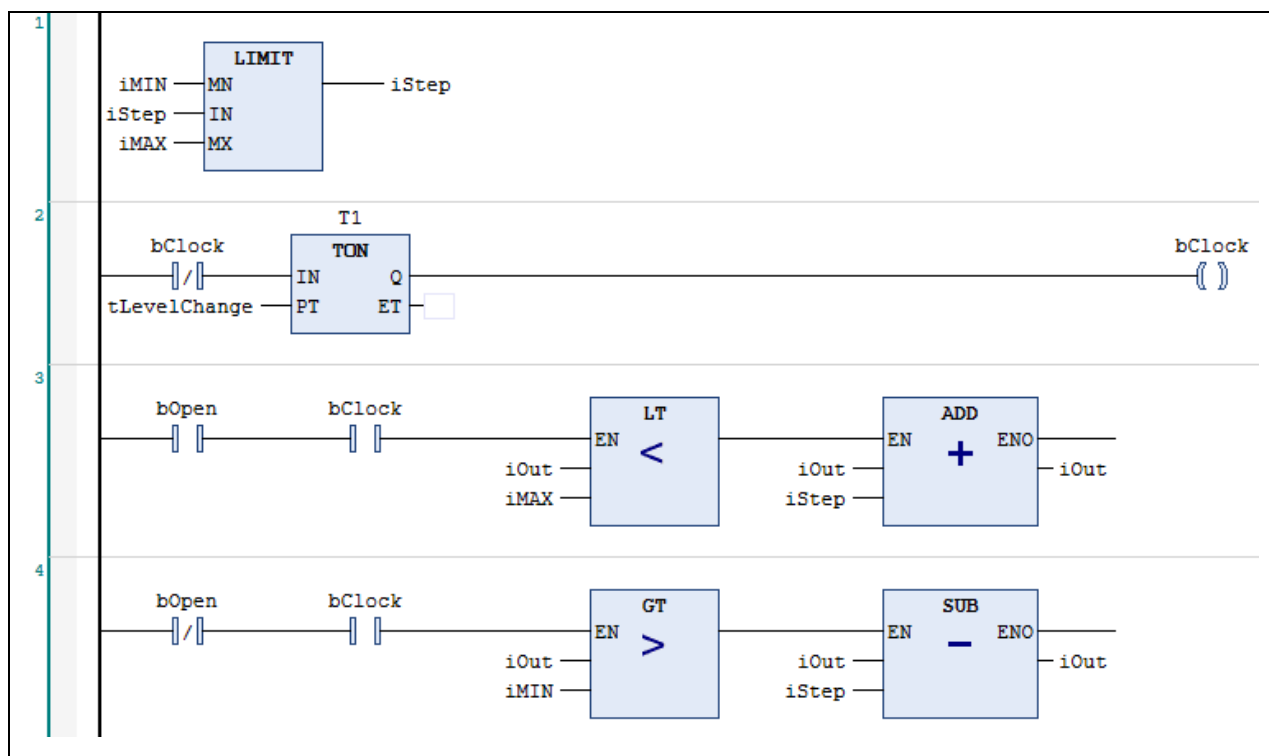 1
LIMIT
iMIN MN iStep
iStep IN
iMAX MX
2
T1
bClock TON bClock
/ IN Q ( )
tLevelChange PT ET
3
bOpen bClock LT ADD
EN < EN + ENO
iOut iOut iOut
iMAX iStep
4
bOpen bClock GT SUB
/ EN > EN - ENO
iOut iOut iOut
iMIN iStep